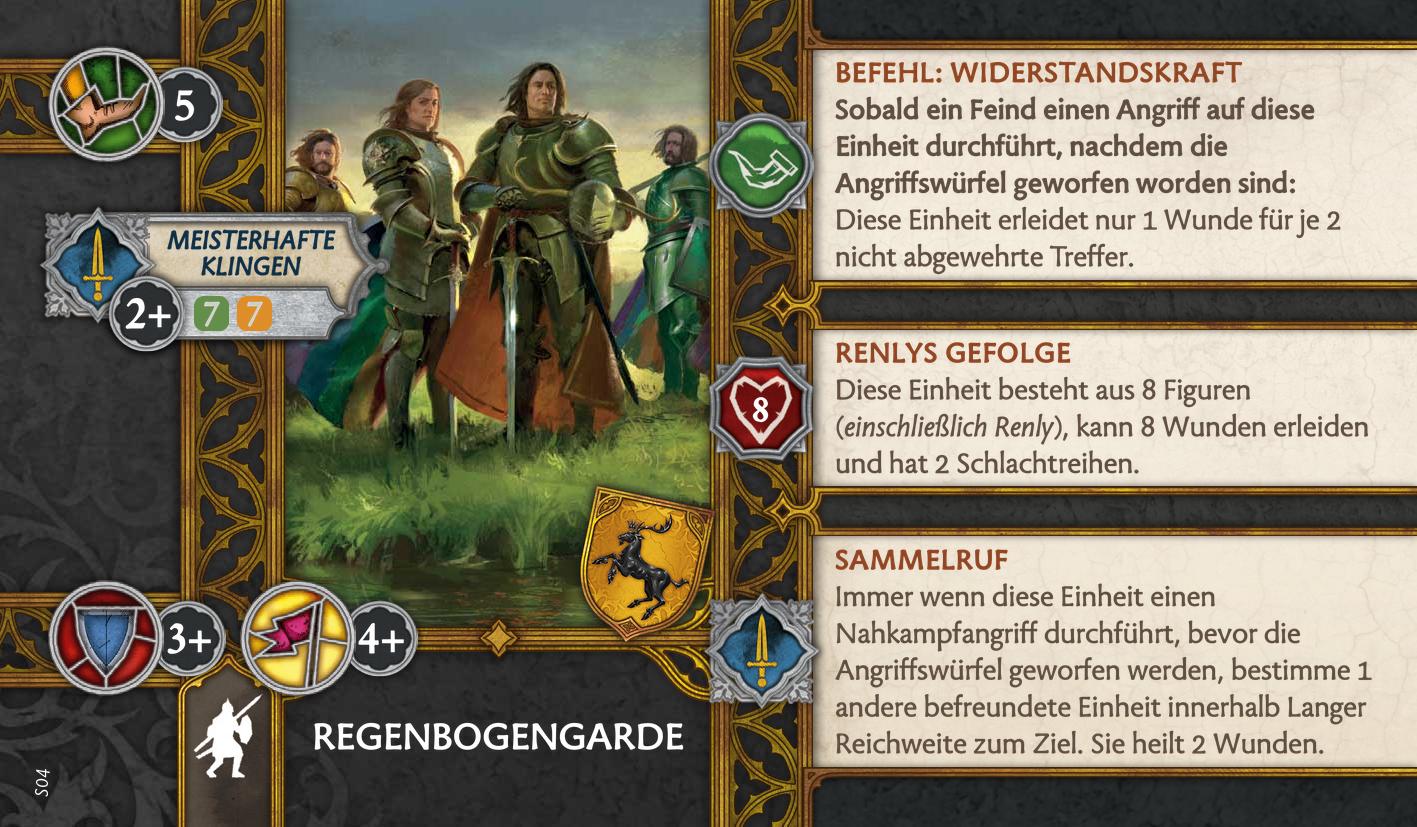 5
MEISTERHAFTE
KLINGEN
2+ 7 7
3+
4+
REGENBOGENGARDE
S04
BEFEHL: WIDERSTANDSKRAFT
Sobald ein Feind einen Angriff auf diese
Einheit durchführt, nachdem die
Angriffswürfel geworfen worden sind:
Diese Einheit erleidet nur 1 Wunde für je 2
nicht abgewehrte Treffer.
8
RENLYS GEFOLGE
Diese Einheit besteht aus 8 Figuren
(einschließlich Renly), kann 8 Wunden erleiden
und hat 2 Schlachtreihen.
SAMMELRUF
Immer wenn diese Einheit einen
Nahkampfangriff durchführt, bevor die
Angriffswürfel geworfen werden, bestimme 1
andere befreundete Einheit innerhalb Langer
Reichweite zum Ziel. Sie heilt 2 Wunden.